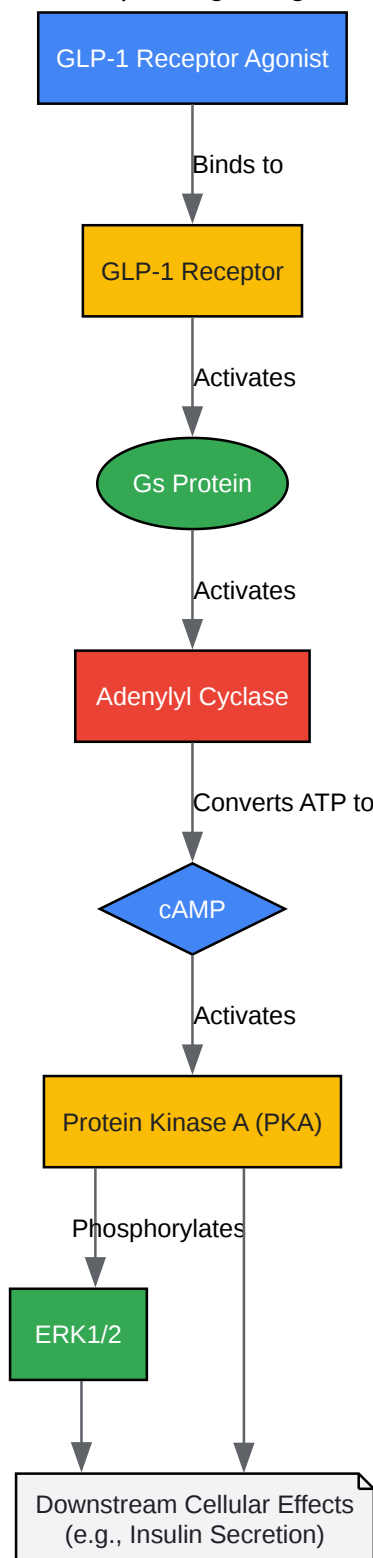 GLP-1 Receptor Agonist
Binds to
GLP-1 Receptor
Activates
Gs Protein
Activates
Adenylyl Cyclase
Converts ATP to
cAMP
Activates
Protein Kinase A (PKA)
Phosphorylates
ERK1/2
Downstream Cellular Effects
(e.g., Insulin Secretion)